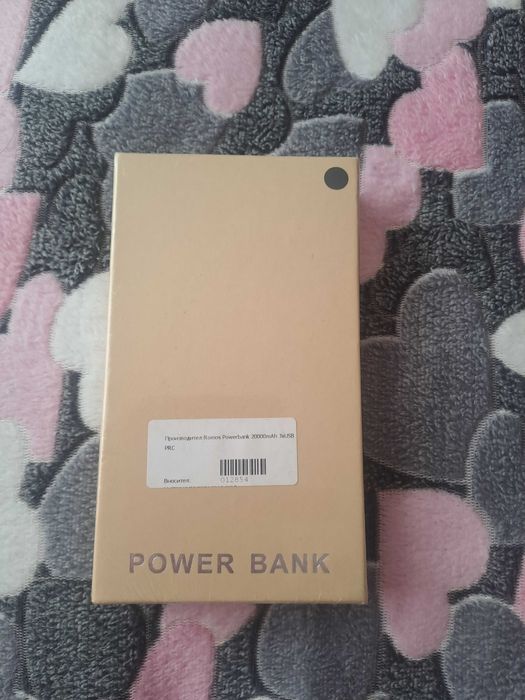 Производител Romos Powerbank 20000mAh 3xUSB
PRC
Вносител:
012854
POWER BANK